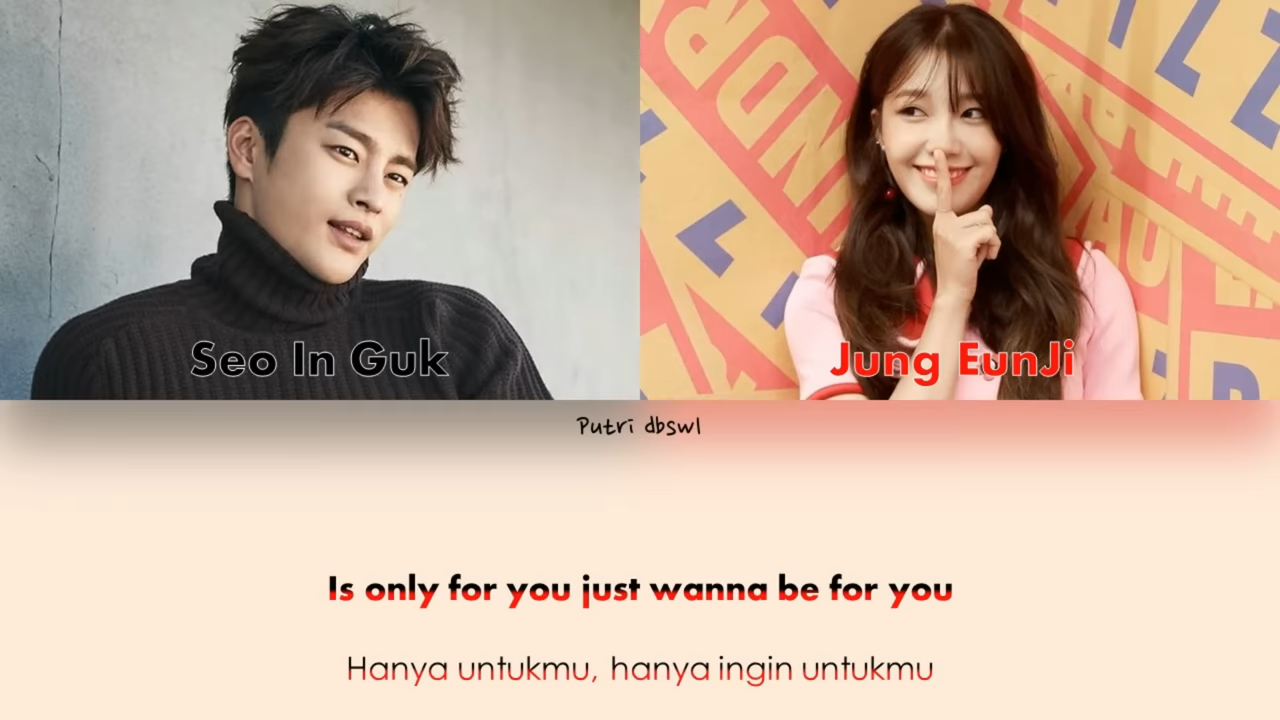 Seo In Guk
Jung EunJi
Putri dbswl
Is only for you just wanna be for you
Hanya untukmu, hanya ingin untukmu